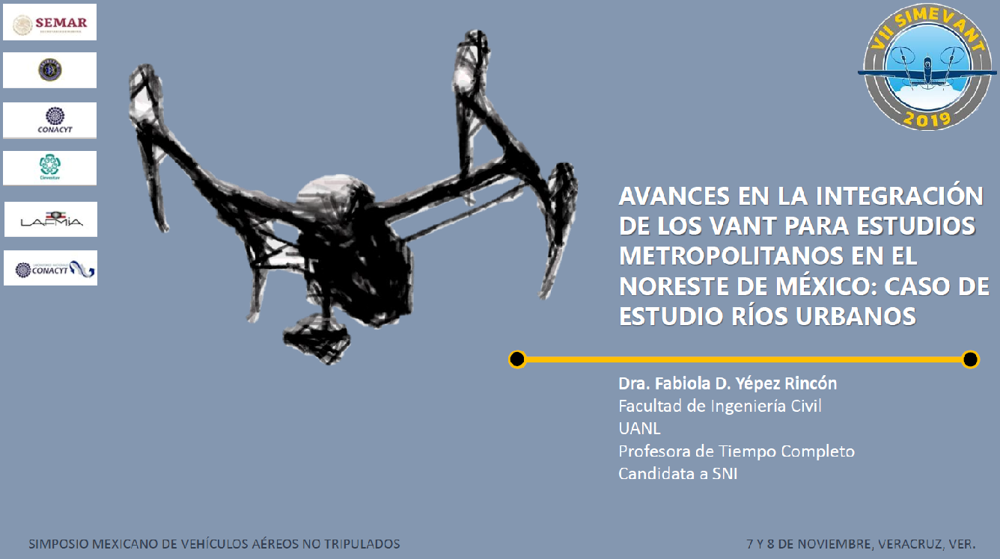 SEMAR
CONACYT
Cinvestav
LAFMIA
CONACYT
VII SIMEVANT
2019
AVANCES EN LA INTEGRACIÓN
DE LOS VANT PARA ESTUDIOS
METROPOLITANOS EN EL
NORESTE DE MÉXICO: CASO DE
ESTUDIO RÍOS URBANOS
Dra. Fabiola D. Yépez Rincón
Facultad de Ingeniería Civil
UANL
Profesora de Tiempo Completo
Candidata a SNI
SIMPOSIO MEXICANO DE VEHÍCULOS AÉREOS NO TRIPULADOS
7 Y 8 DE NOVIEMBRE, VERACRUZ, VER.